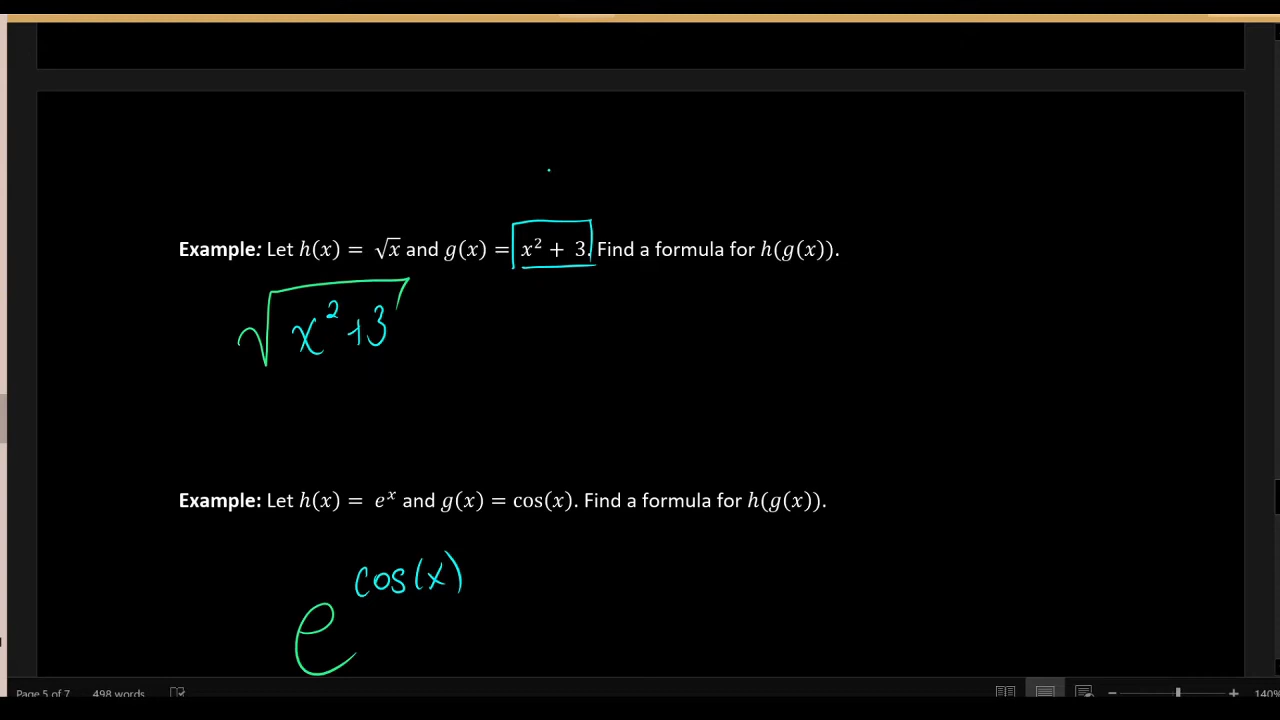 Example: Let h(x) = √x and g(x) = x² + 3. Find a formula for h(g(x)).
√(x²+3)
Example: Let h(x) = eˣ and g(x) = cos(x). Find a formula for h(g(x)).
e^cos(x)
Page 5 of 7 498 words 140%